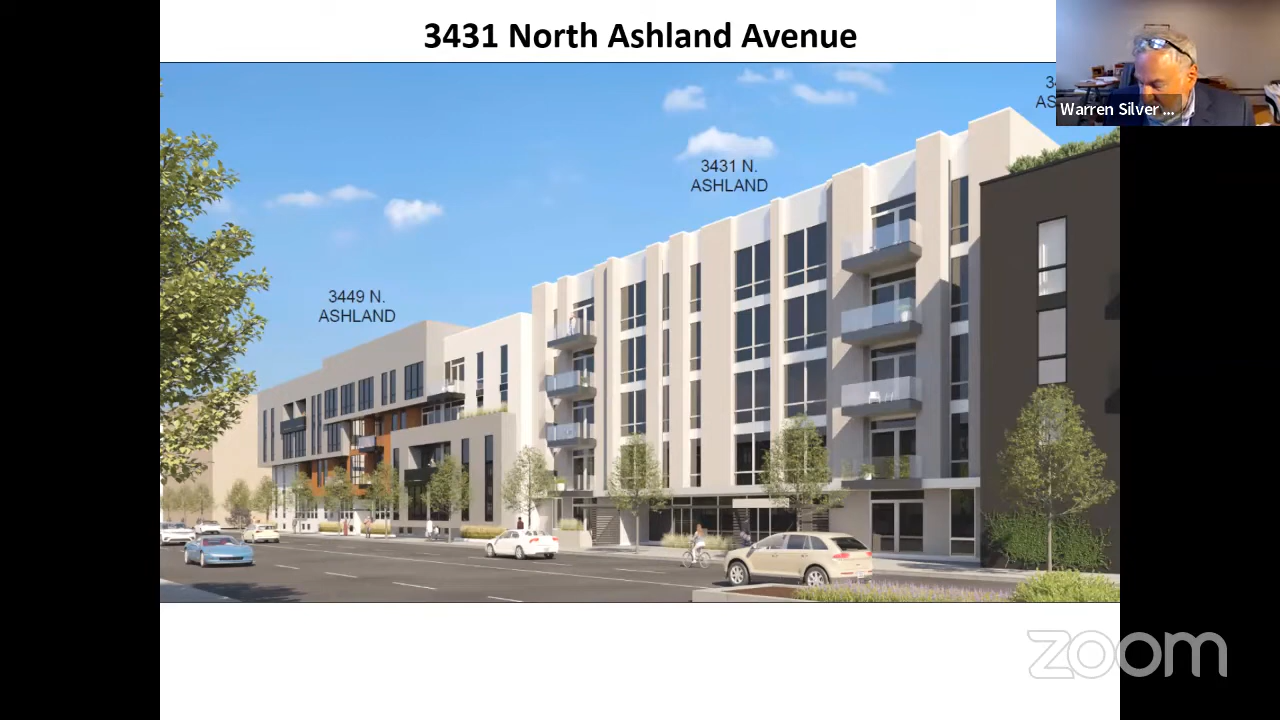 3431 North Ashland Avenue
Warren Silver ...
3431 N.
ASHLAND
3449 N.
ASHLAND
zoom